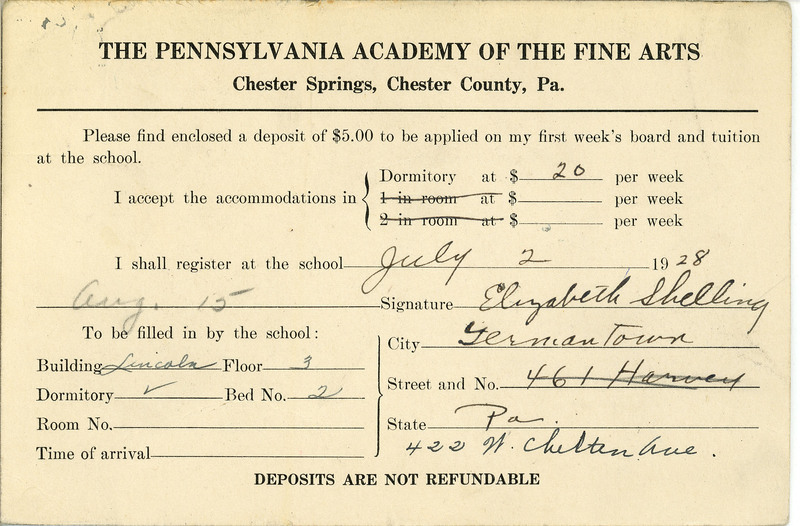 THE PENNSYLVANIA ACADEMY OF THE FINE ARTS
Chester Springs, Chester County, Pa.
Please find enclosed a deposit of $5.00 to be applied on my first week's board and tuition
at the school.
I accept the accommodations in
Dormitory at $ 20 per week
1 in room at $ per week
2 in room at $ per week
I shall register at the school July 2 1928
Aug. 15
Signature Elizabeth Shelling
To be filled in by the school:
Building Lincoln Floor 3
Dormitory ✓ Bed No. 2
Room No.
Time of arrival
City Germantown
Street and No. 461 Harvey
State Pa.
422 W. Chelten Ave.
DEPOSITS ARE NOT REFUNDABLE